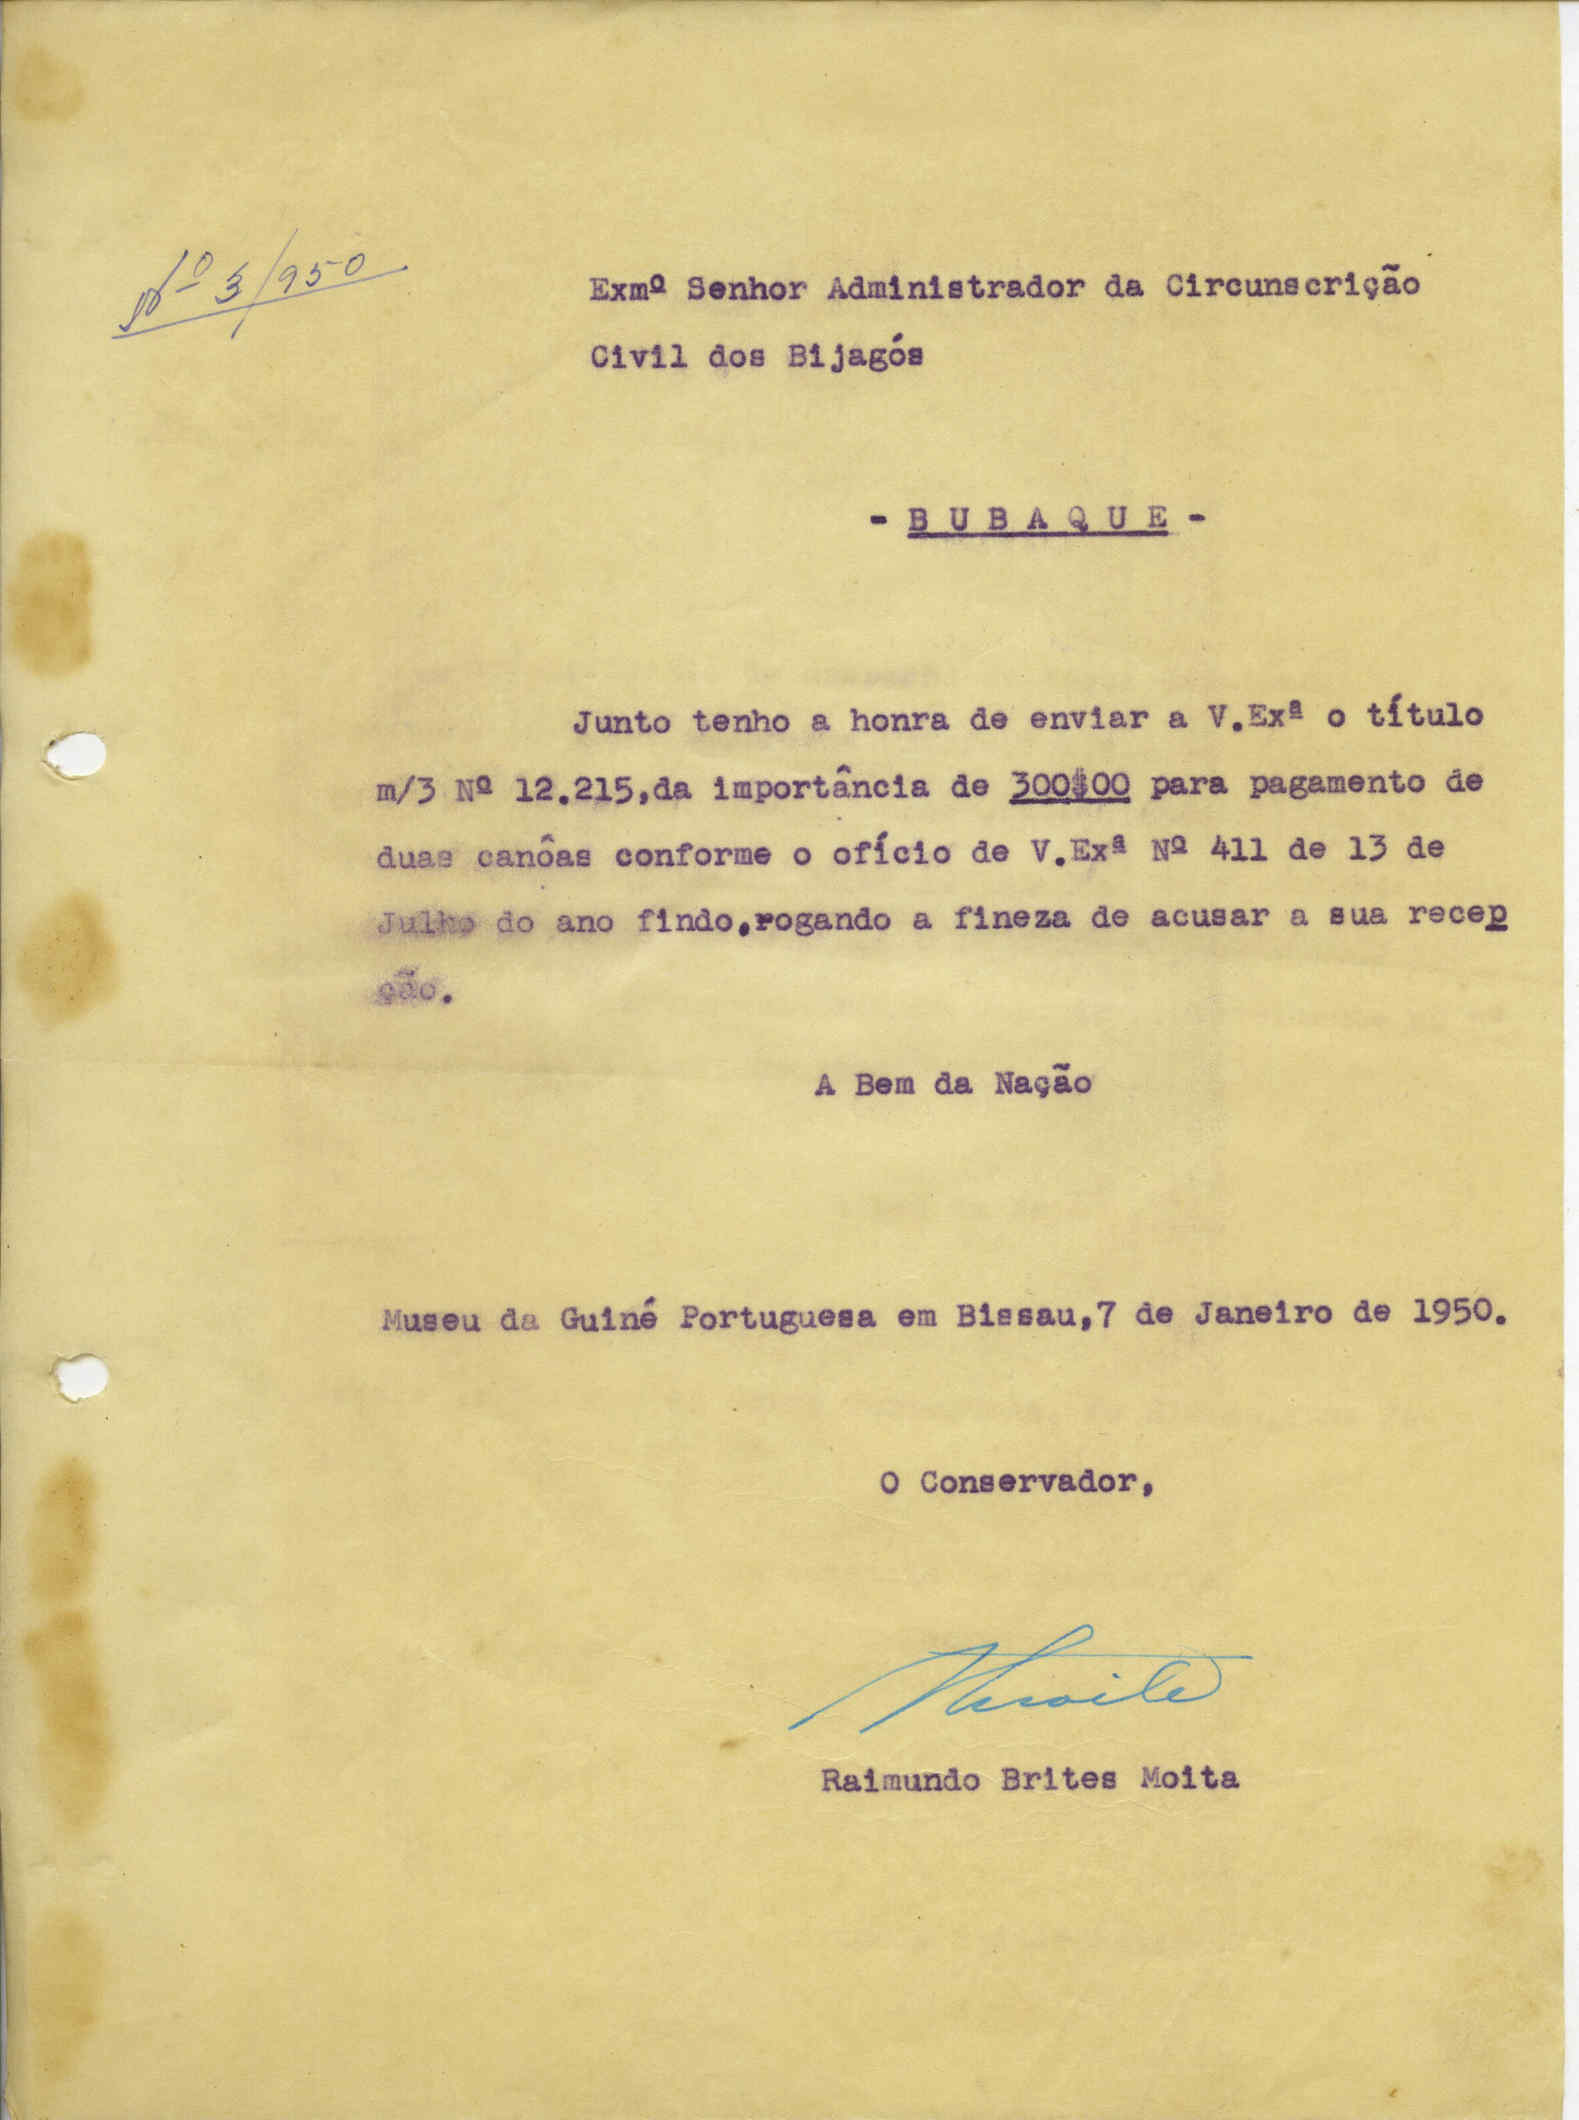 Nº 3/950
Exmº Senhor Administrador da Circunscrição
Civil dos Bijagós
- B U B A Q U E -
Junto tenho a honra de enviar a V.Exª o título
m/3 Nº 12.215,da importância de 300$00 para pagamento de
duas canôas conforme o ofício de V.Exª Nº 411 de 13 de
Julho do ano findo,rogando a fineza de acusar a sua recep
ção.
A Bem da Nação
Museu da Guiné Portuguesa em Bissau,7 de Janeiro de 1950.
O Conservador,
Moita
Raimundo Brites Moita